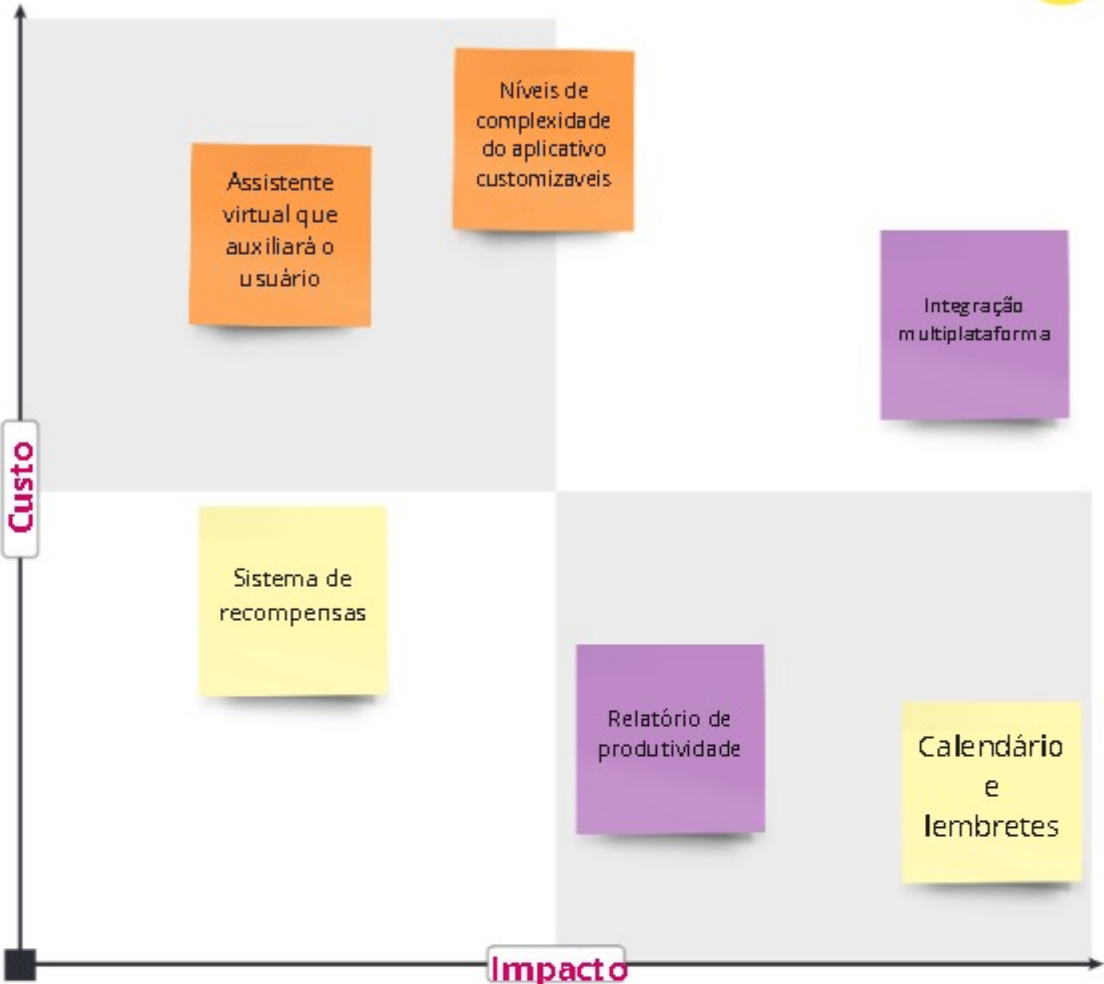 Níveis de
complexidade
do aplicativo
customizaveis
Assistente
virtual que
auxiliará o
usuário
Integração
multiplataforma
Custo
Sistema de
recompensas
Relatório de
produtividade
Calendário
e
lembretes
Impacto